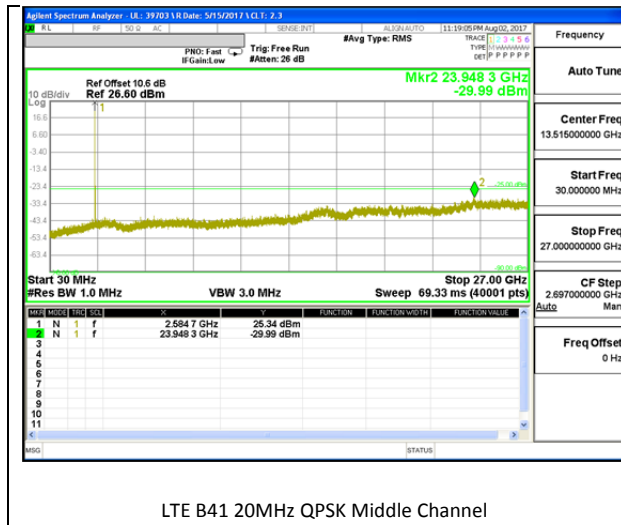 Agilent Spectrum Analyzer - UL: 39703 \ R Date: 5/15/2017 \ CLT: 2.3
RL RF 50 Ω AC SENSE:INT ALIGN AUTO 11:19:05 PM Aug 02, 2017
#Avg Type: RMS TRACE 1 2 3 4 5 6
PNO: Fast Trig: Free Run TYPE MWWWWW
IFGain:Low #Atten: 26 dB DET P P P P P P
Mkr2 23.948 3 GHz
-29.99 dBm
Ref Offset 10.6 dB
10 dB/div Ref 26.60 dBm
Log
1
16.6
6.60
-3.40
-13.4
-23.4
2
-25.00 dBm
-33.4
-43.4
-53.4
-63.4
Start 30 MHz Stop 27.00 GHz
#Res BW 1.0 MHz VBW 3.0 MHz Sweep 69.33 ms (40001 pts)
MKR MODE TRC SCL X Y FUNCTION FUNCTION WIDTH FUNCTION VALUE
1 N 1 f 2.584 7 GHz 25.34 dBm
2 N 1 f 23.948 3 GHz -29.99 dBm
3
4
5
6
7
8
9
10
11
MSG STATUS
Frequency
Auto Tune
Center Freq
13.515000000 GHz
Start Freq
30.000000 MHz
Stop Freq
27.000000000 GHz
CF Step
2.697000000 GHz
Auto Man
Freq Offset
0 Hz
LTE B41 20MHz QPSK Middle Channel